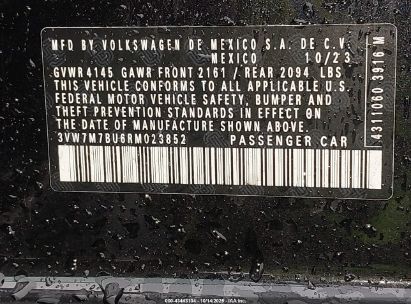 MFD BY VOLKSWAGEN DE MEXICO S.A. DE C.V.
MEXICO 10/23
GVWR 4145 GAWR FRONT 2161 / REAR 2094 LBS
THIS VEHICLE CONFORMS TO ALL APPLICABLE U.S.
FEDERAL MOTOR VEHICLE SAFETY, BUMPER AND
THEFT PREVENTION STANDARDS IN EFFECT ON THE
DATE OF MANUFACTURE SHOWN ABOVE.
3VW7M7BU6RM023852 PASSENGER CAR
4311060 3916 M